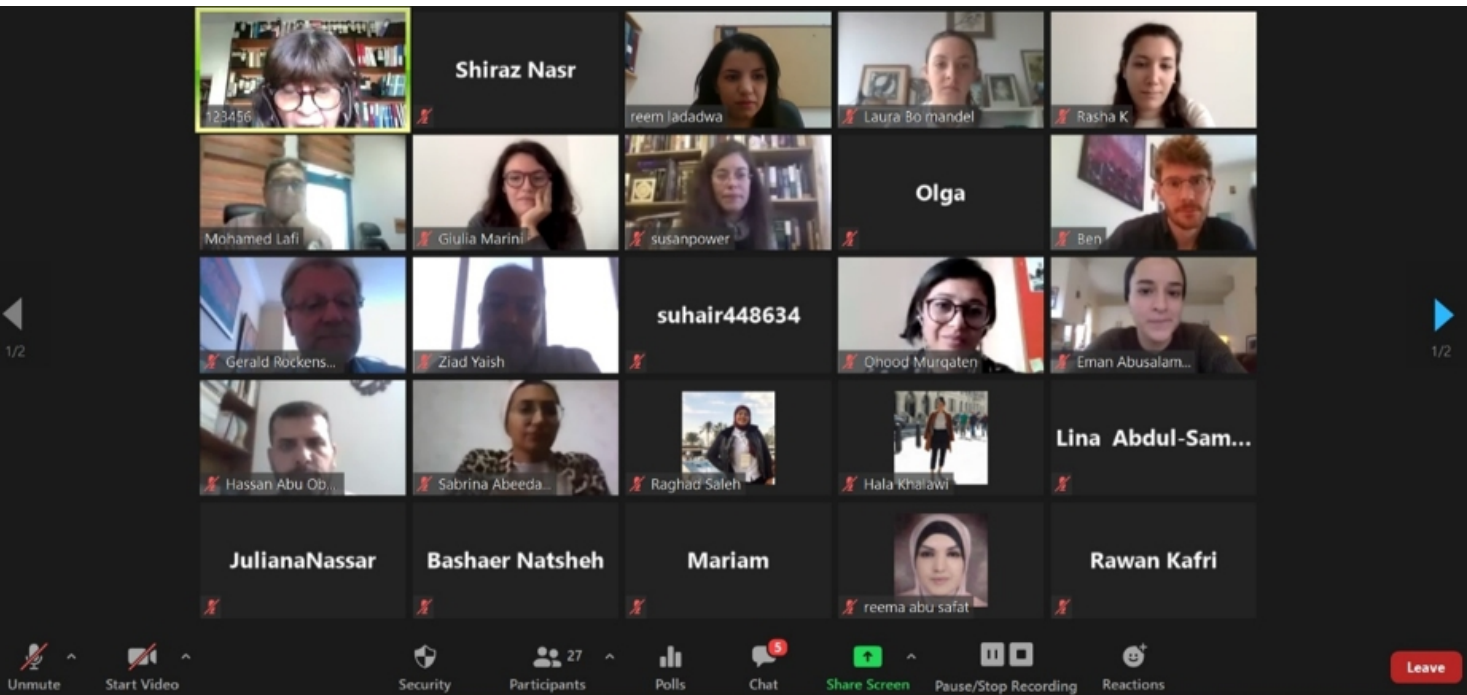 123456
Shiraz Nasr
reem ladadwa
Laura Bo mandel
Rasha K
Mohamed Lafi
Giulia Marini
susanpower
Olga
Ben
Gerald Rockens...
Ziad Yaish
suhair448634
Ohood Murqaten
Eman Abusalam...
Hassan Abu Ob...
Sabrina Abeeda...
Raghad Saleh
Hala Khalawi
Lina Abdul-Sam...
JulianaNassar
Bashaer Natsheh
Mariam
reema abu safat
Rawan Kafri
1/2
1/2
27
5
Unmute
Start Video
Security
Participants
Polls
Chat
Share Screen
Pause/Stop Recording
Reactions
Leave